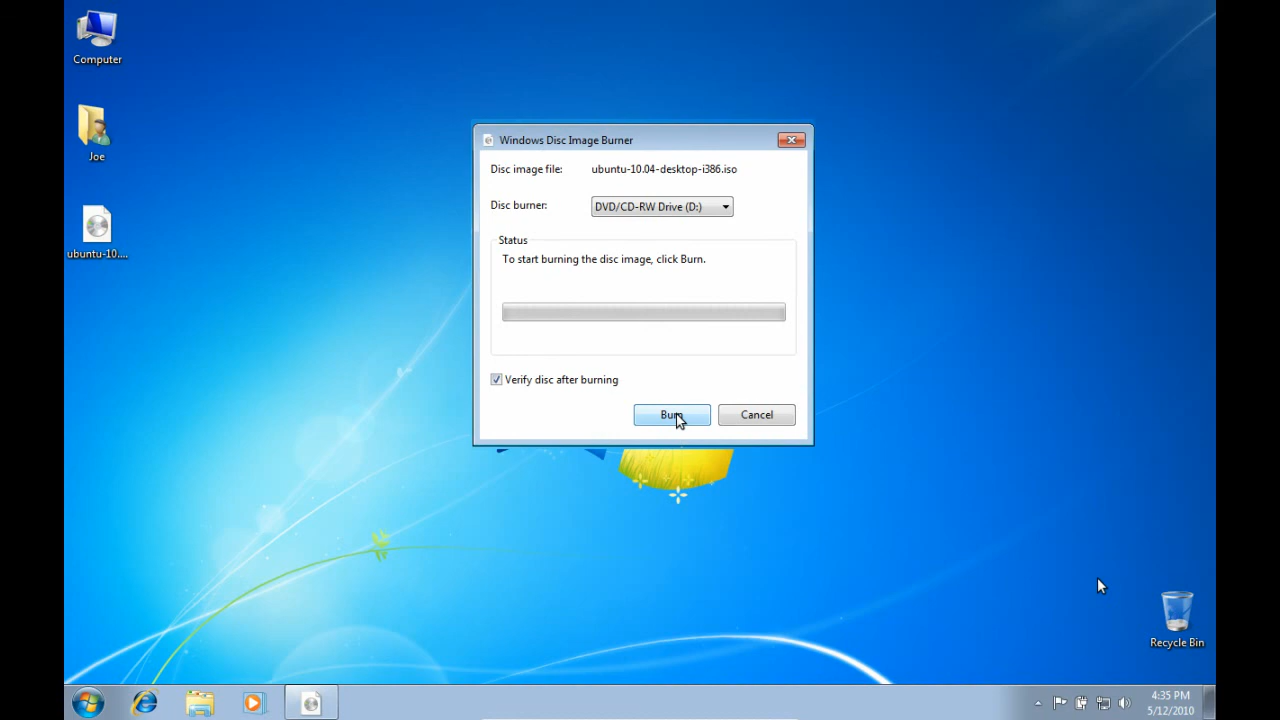 Computer
Joe
ubuntu-10....
Windows Disc Image Burner
Disc image file: ubuntu-10.04-desktop-i386.iso
Disc burner: DVD/CD-RW Drive (D:)
Status
To start burning the disc image, click Burn.
Verify disc after burning
Burn Cancel
Recycle Bin
4:35 PM
5/12/2010